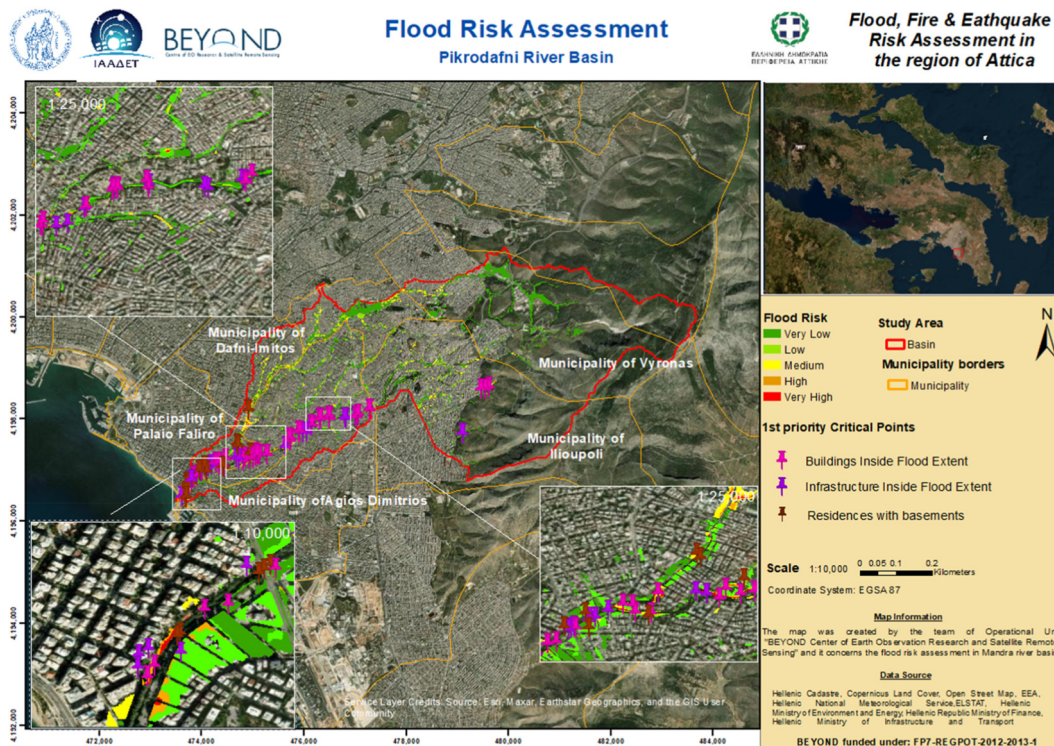 ΙΑΑΔΕΤ
BEYOND
Centre of EO Research & Satellite Remote Sensing
Flood Risk Assessment
Pikrodafni River Basin
ΕΛΛΗΝΙΚΗ ΔΗΜΟΚΡΑΤΙΑ
ΠΕΡΙΦΕΡΕΙΑ ΑΤΤΙΚΗΣ
Flood, Fire & Eathquake
Risk Assessment in
the region of Attica
1:25,000
4,204,000
4,202,000
4,200,000
4,198,000
4,196,000
4,194,000
4,192,000
Municipality of
Dafni-Imitos
Municipality of Vyronas
Municipality of
Palaio Faliro
Municipality of
Ilioupoli
Municipality of Agios Dimitrios
1:10,000
1:25,000
Service Layer Credits: Source: Esri, Maxar, Earthstar Geographics, and the GIS User
Community
472,000
474,000
476,000
478,000
480,000
482,000
484,000
Flood Risk
Very Low
Low
Medium
High
Very High
Study Area
Basin
Municipality borders
Municipality
N
1st priority Critical Points
Buildings Inside Flood Extent
Infrastructure Inside Flood Extent
Residences with basements
Scale 1:10,000 0 0.05 0.1 0.2
Kilometers
Coordinate System: EGSA 87
Map Information
The map was created by the team of Operational Un
"BEYOND Center of Earth Observation Research and Satellite Remote
Sensing" and it concerns the flood risk assessment in Mandra river basin
Data Source
Hellenic Cadastre, Copernicus Land Cover, Open Street Map, EEA,
Hellenic National Meteorological Service,ELSTAT, Hellenic
Ministry of Environment and Energy, Hellenic Republic Ministry of Finance,
Hellenic Ministry of Infrastructure and Transport
BEYOND funded under: FP7-REGPOT-2012-2013-1